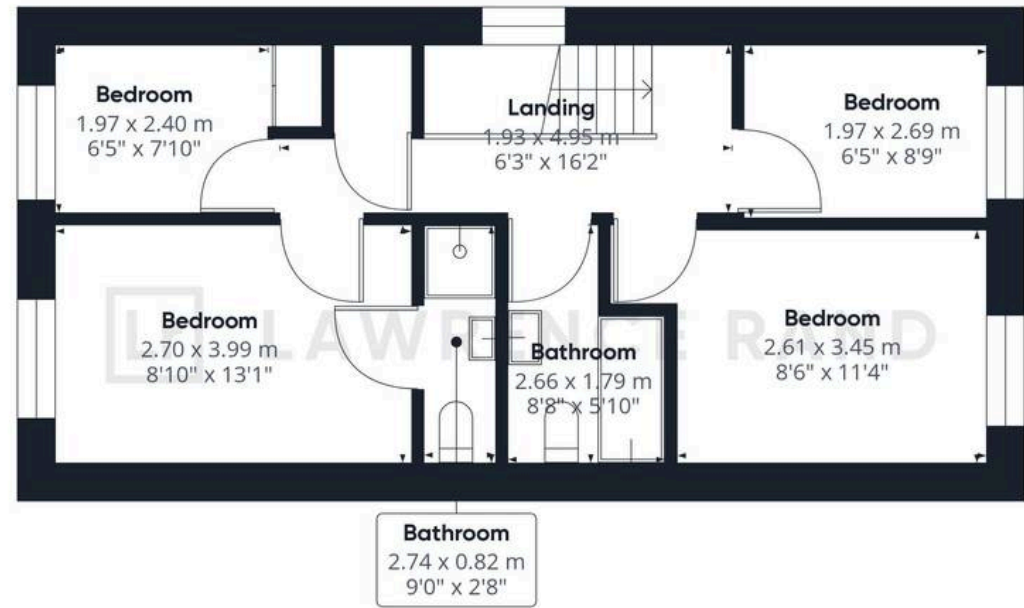 Bedroom
1.97 x 2.40 m
6'5" x 7'10"
Landing
1.93 x 4.95 m
6'3" x 16'2"
Bedroom
1.97 x 2.69 m
6'5" x 8'9"
Bedroom
2.70 x 3.99 m
8'10" x 13'1"
LAWRENCE RAND
Bathroom
2.66 x 1.79 m
8'8" x 5'10"
Bedroom
2.61 x 3.45 m
8'6" x 11'4"
Bathroom
2.74 x 0.82 m
9'0" x 2'8"